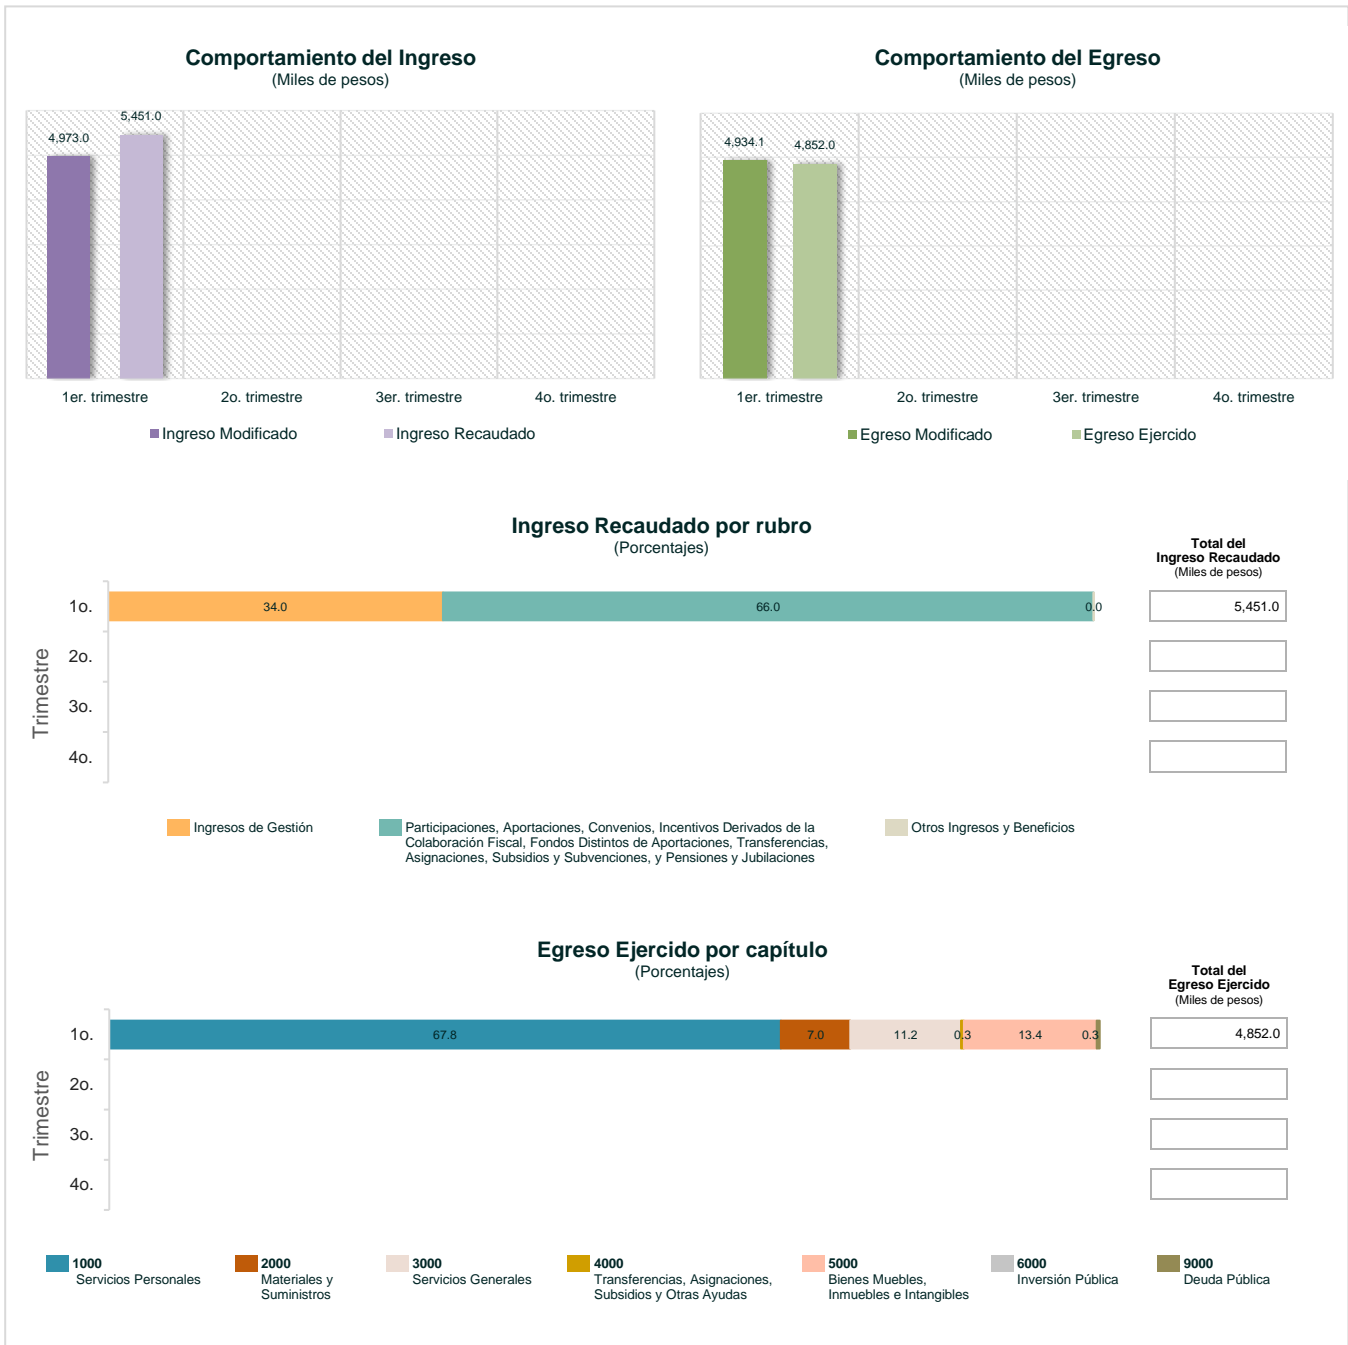 Comportamiento del Ingreso
(Miles de pesos)
5,451.0
4,973.0
1er. trimestre 2o. trimestre 3er. trimestre 4o. trimestre
Ingreso Modificado Ingreso Recaudado
Comportamiento del Egreso
(Miles de pesos)
4,934.1 4,852.0
1er. trimestre 2o. trimestre 3er. trimestre 4o. trimestre
Egreso Modificado Egreso Ejercido
Ingreso Recaudado por rubro
(Porcentajes)
Total del
Ingreso Recaudado
(Miles de pesos)
Trimestre
1o. 34.0 66.0 0.0 5,451.0
2o.
3o.
4o.
Ingresos de Gestión
Participaciones, Aportaciones, Convenios, Incentivos Derivados de la
Colaboración Fiscal, Fondos Distintos de Aportaciones, Transferencias,
Asignaciones, Subsidios y Subvenciones, y Pensiones y Jubilaciones
Otros Ingresos y Beneficios
Egreso Ejercido por capítulo
(Porcentajes)
Total del
Egreso Ejercido
(Miles de pesos)
Trimestre
1o. 67.8 7.0 11.2 0.3 13.4 0.3 4,852.0
2o.
3o.
4o.
1000
Servicios Personales
2000
Materiales y
Suministros
3000
Servicios Generales
4000
Transferencias, Asignaciones,
Subsidios y Otras Ayudas
5000
Bienes Muebles,
Inmuebles e Intangibles
6000
Inversión Pública
9000
Deuda Pública